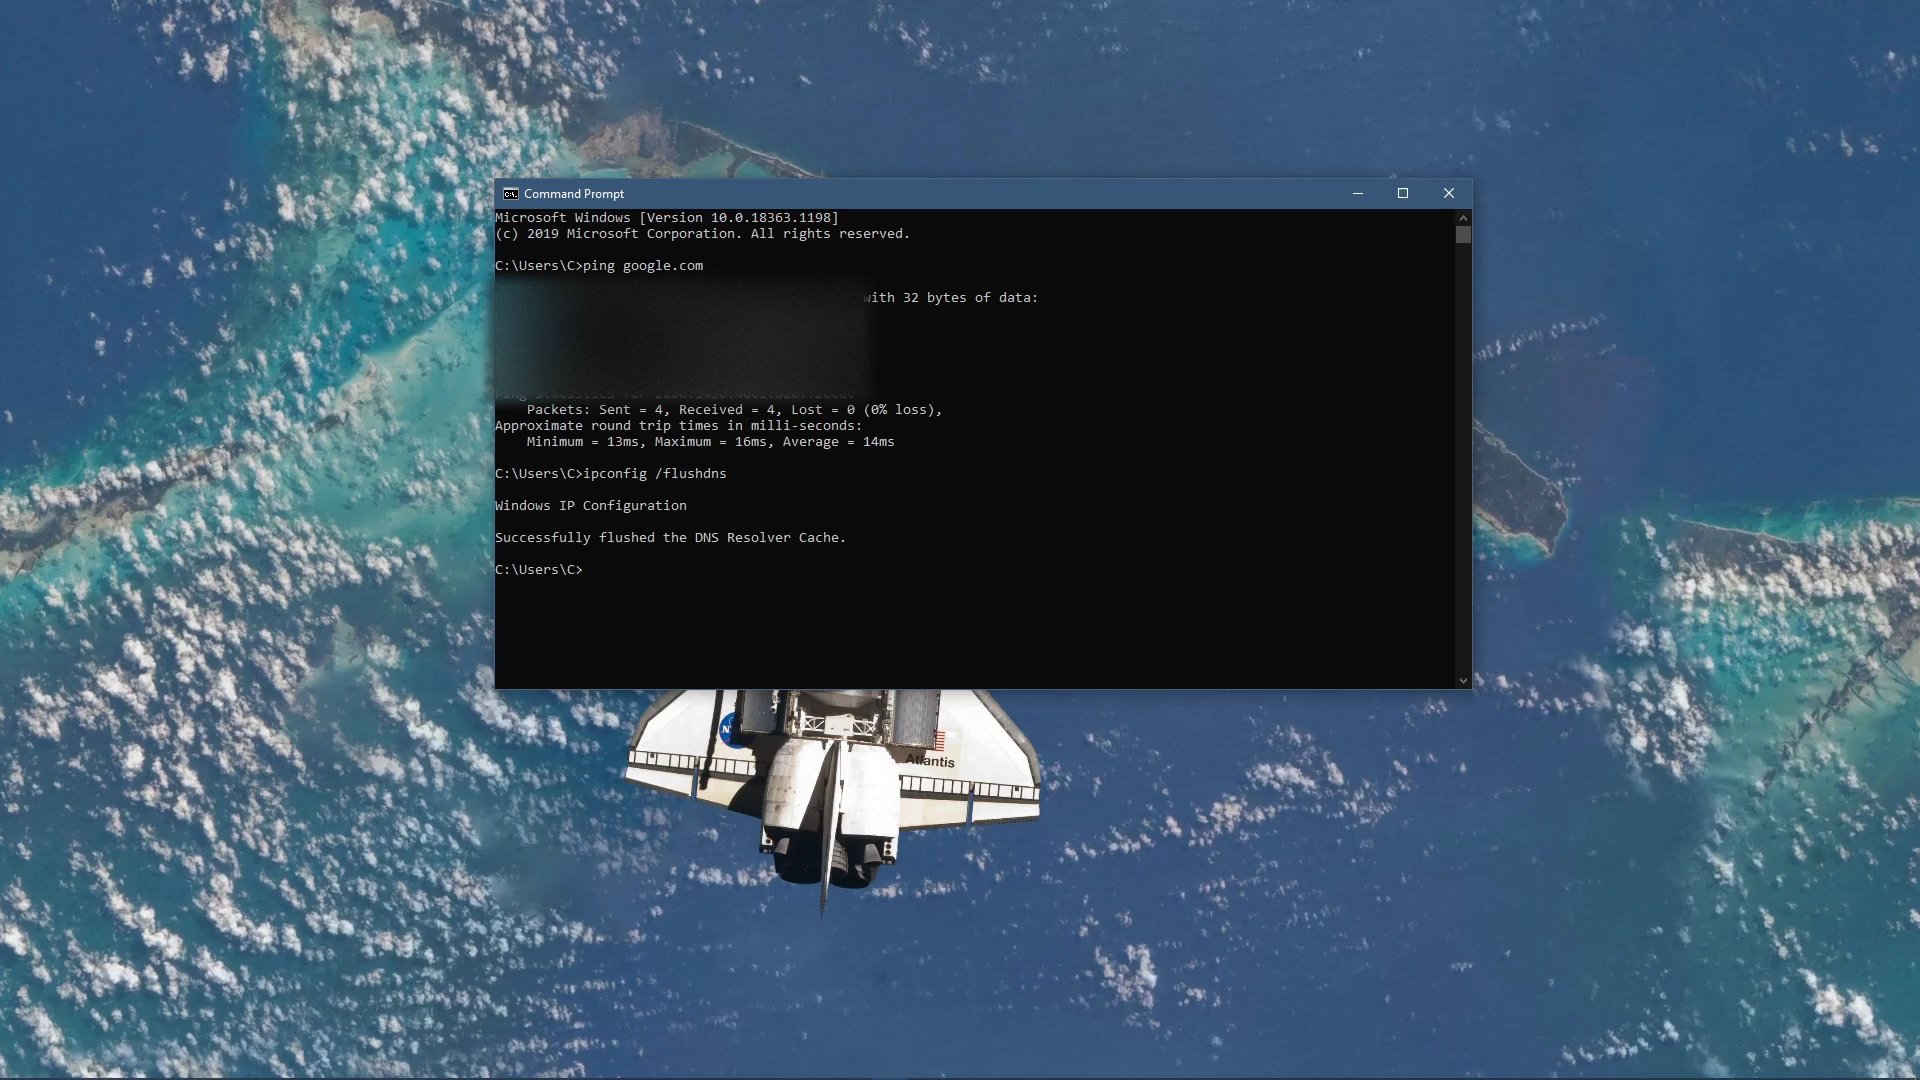 Command Prompt
Microsoft Windows [Version 10.0.18363.1198]
(c) 2019 Microsoft Corporation. All rights reserved.
C:\Users\C>ping google.com
with 32 bytes of data:
Packets: Sent = 4, Received = 4, Lost = 0 (0% loss),
Approximate round trip times in milli-seconds:
Minimum = 13ms, Maximum = 16ms, Average = 14ms
C:\Users\C>ipconfig /flushdns
Windows IP Configuration
Successfully flushed the DNS Resolver Cache.
C:\Users\C>
Atlantis